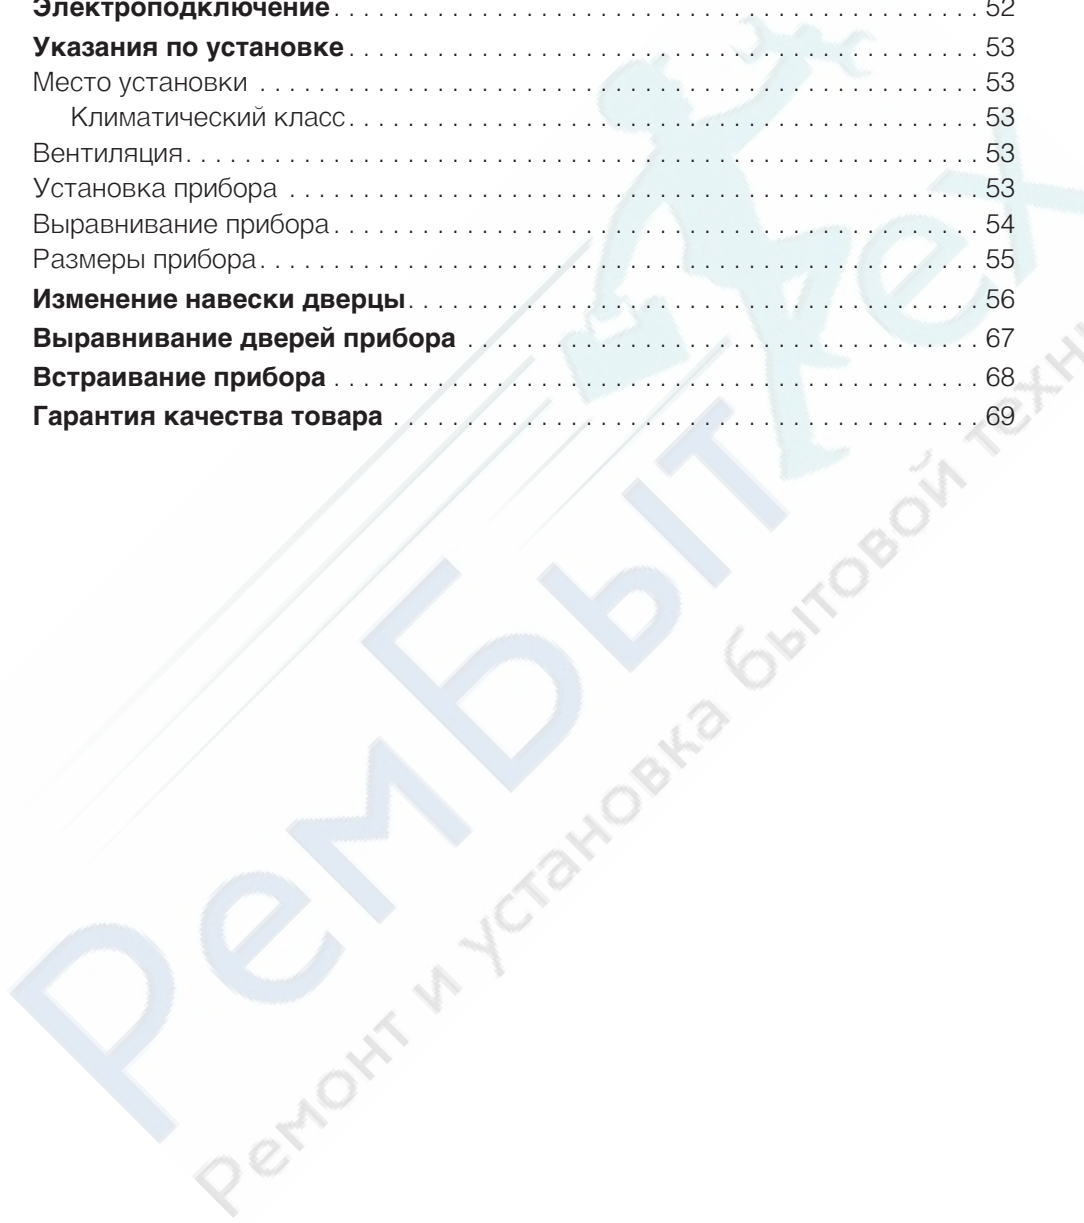 Электроподключение . . . . . . . . . . . . . . . . . . . . . . . . . . . . . . . . . . . . . . . . . . . 52
Указания по установке . . . . . . . . . . . . . . . . . . . . . . . . . . . . . . . . . . . . . . . . . . 53
Место установки . . . . . . . . . . . . . . . . . . . . . . . . . . . . . . . . . . . . . . . . . . . . . . . . 53
Климатический класс . . . . . . . . . . . . . . . . . . . . . . . . . . . . . . . . . . . . . . . . . . 53
Вентиляция . . . . . . . . . . . . . . . . . . . . . . . . . . . . . . . . . . . . . . . . . . . . . . . . . . . . . 53
Установка прибора . . . . . . . . . . . . . . . . . . . . . . . . . . . . . . . . . . . . . . . . . . . . . . 53
Выравнивание прибора . . . . . . . . . . . . . . . . . . . . . . . . . . . . . . . . . . . . . . . . . . . 54
Размеры прибора . . . . . . . . . . . . . . . . . . . . . . . . . . . . . . . . . . . . . . . . . . . . . . . . 55
Изменение навески дверцы . . . . . . . . . . . . . . . . . . . . . . . . . . . . . . . . . . . . . . 56
Выравнивание дверей прибора . . . . . . . . . . . . . . . . . . . . . . . . . . . . . . . . . . 67
Встраивание прибора . . . . . . . . . . . . . . . . . . . . . . . . . . . . . . . . . . . . . . . . . . . 68
Гарантия качества товара . . . . . . . . . . . . . . . . . . . . . . . . . . . . . . . . . . . . . . . 69
РемБытТех
Ремонт и установка бытовой техни